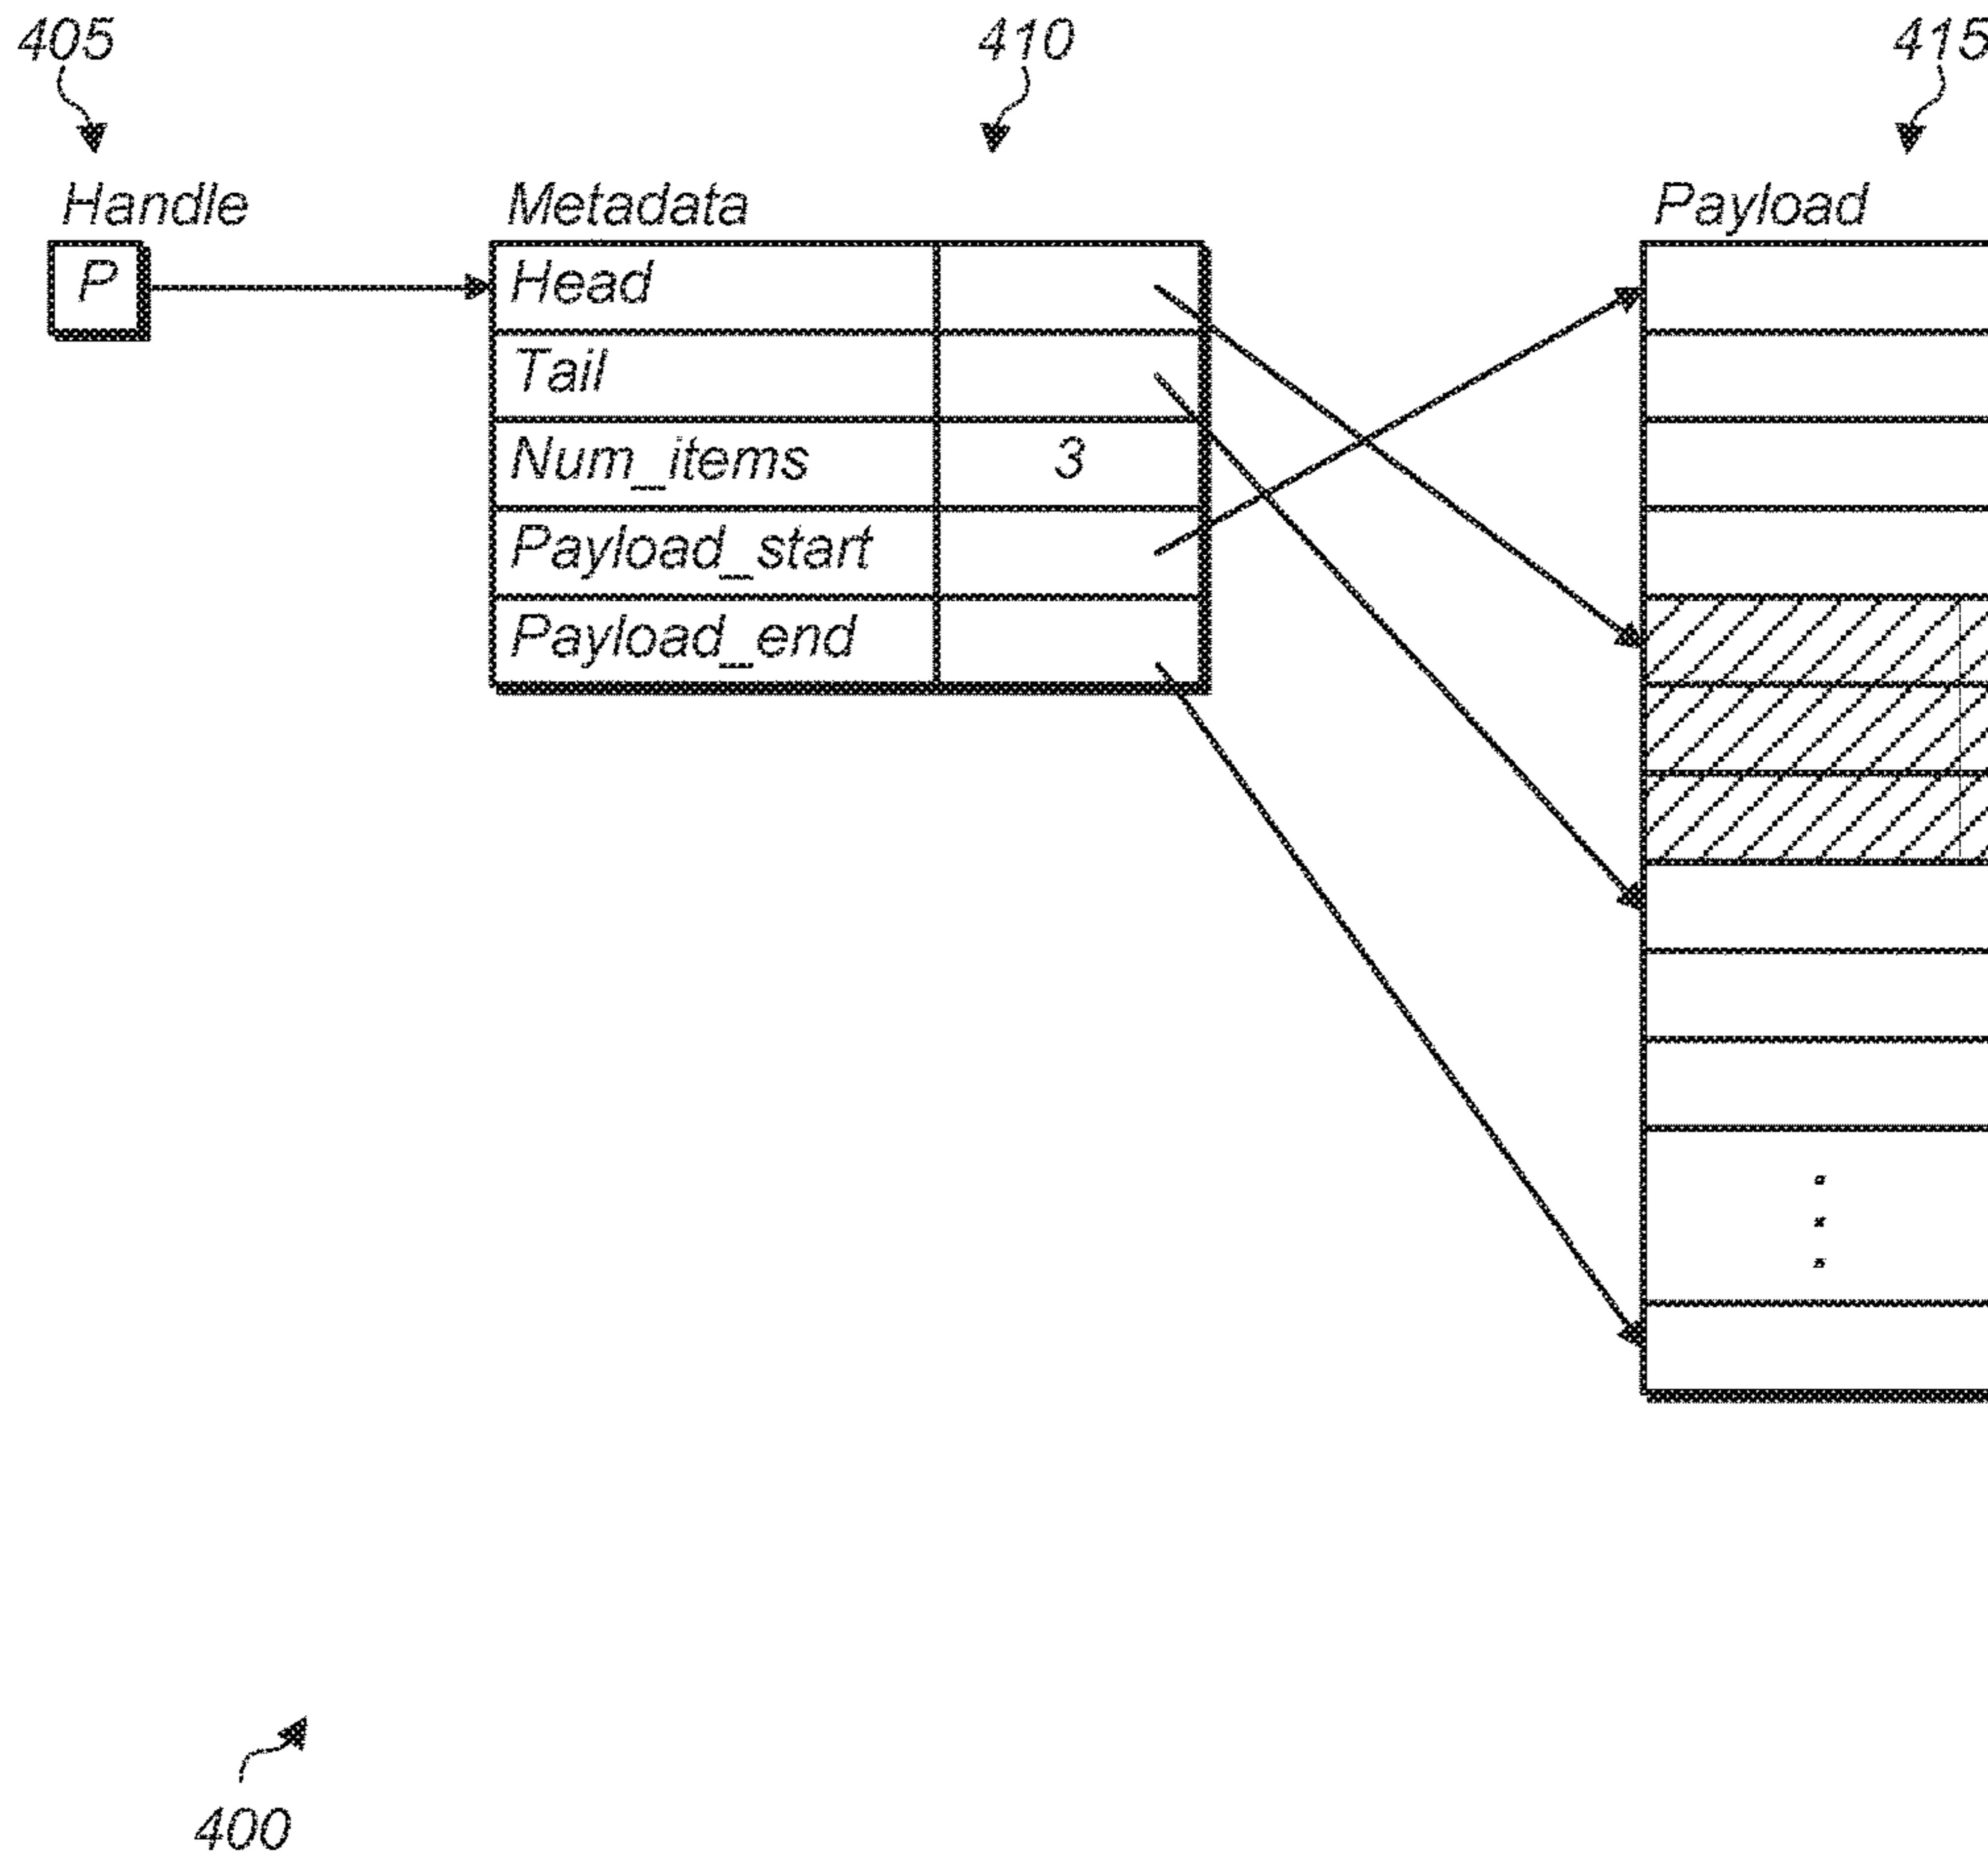 405 410 415
Handle Metadata Payload
P Head
Tail
Num_items 3
Payload_start
Payload_end
400